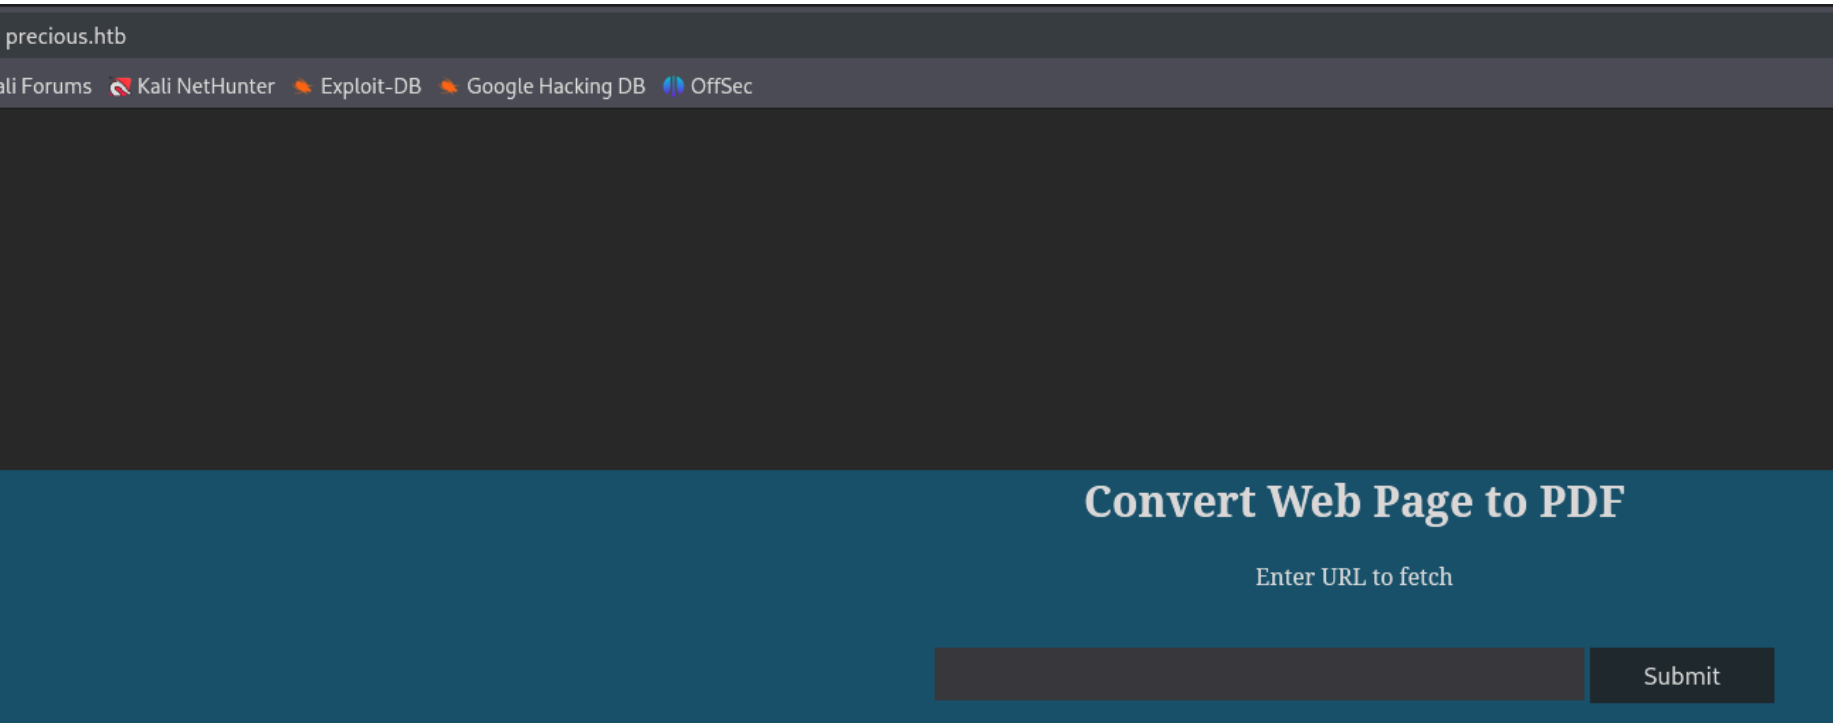 precious.htb
ali Forums Kali NetHunter Exploit-DB Google Hacking DB OffSec
Convert Web Page to PDF
Enter URL to fetch
Submit